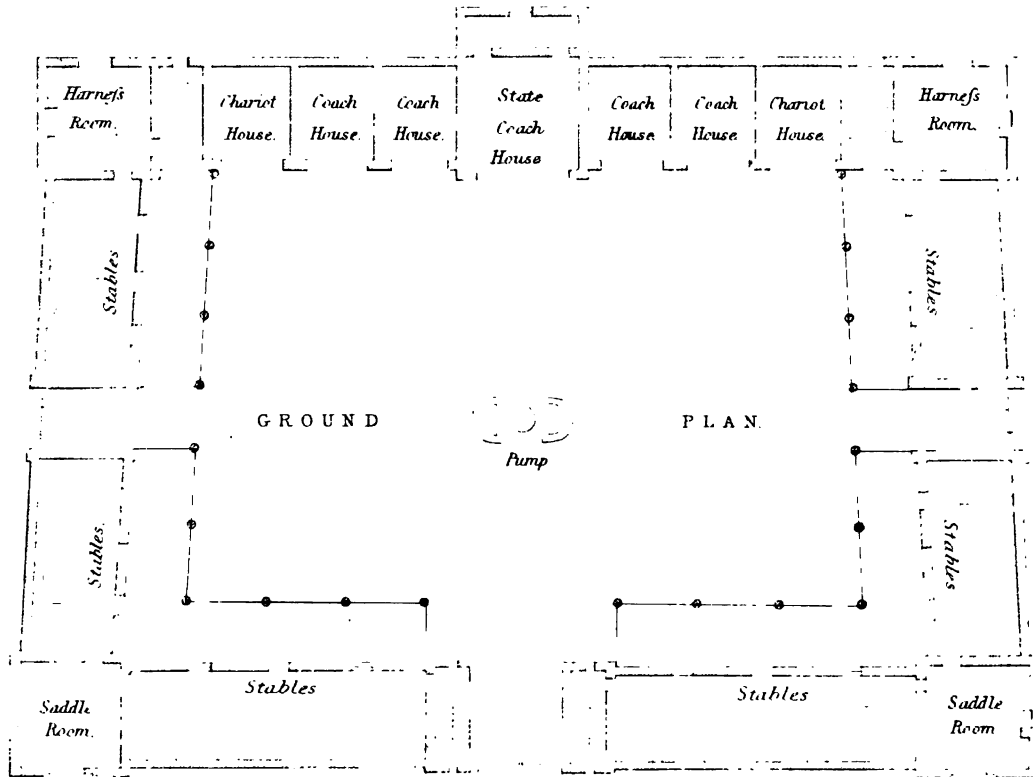 Harneſs
Room.
Chariot
House.
Coach
House.
Coach
House.
State
Coach
House
Coach
House.
Coach
House.
Chariot
House.
Harneſs
Room.
Stables
Stables
GROUND PLAN.
Pump
Stables.
Stables
Stables
Stables
Saddle
Room.
Saddle
Room